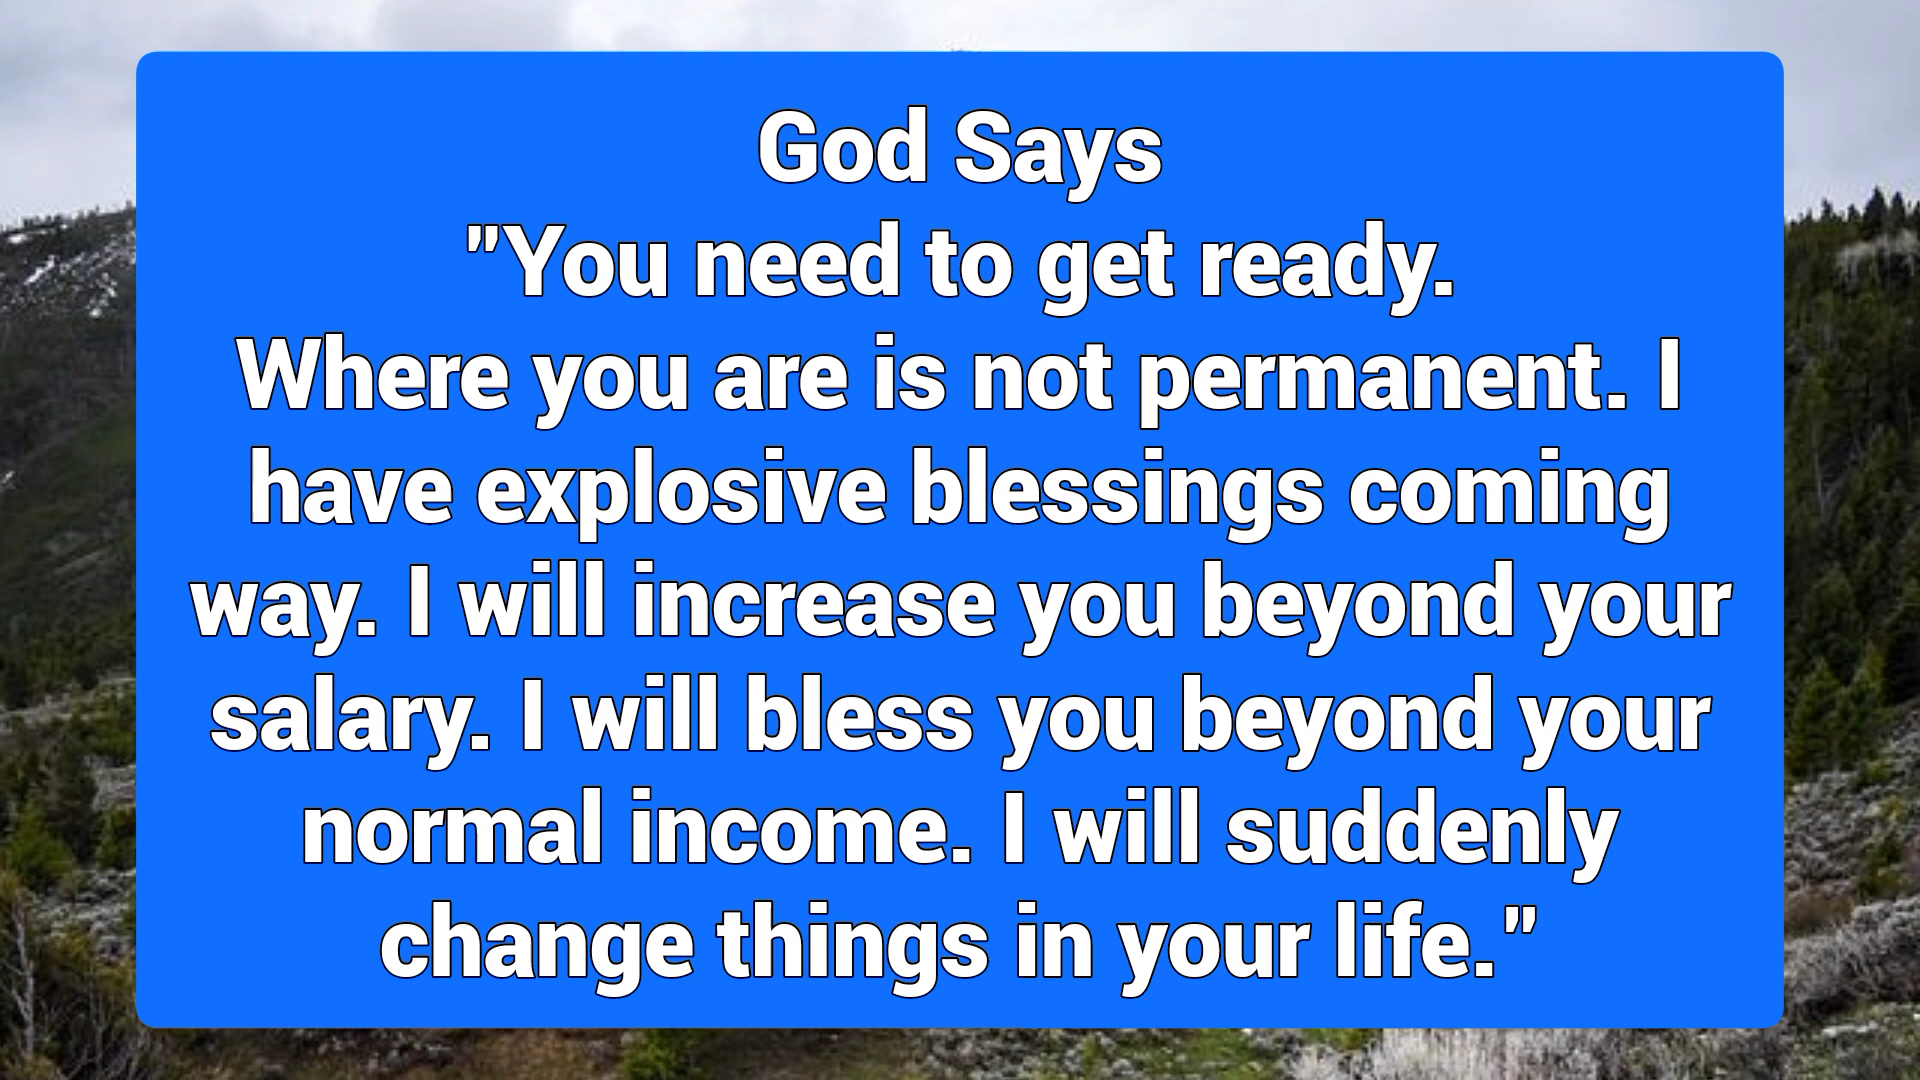 God Says
"You need to get ready.
Where you are is not permanent. I
have explosive blessings coming
way. I will increase you beyond your
salary. I will bless you beyond your
normal income. I will suddenly
change things in your life."